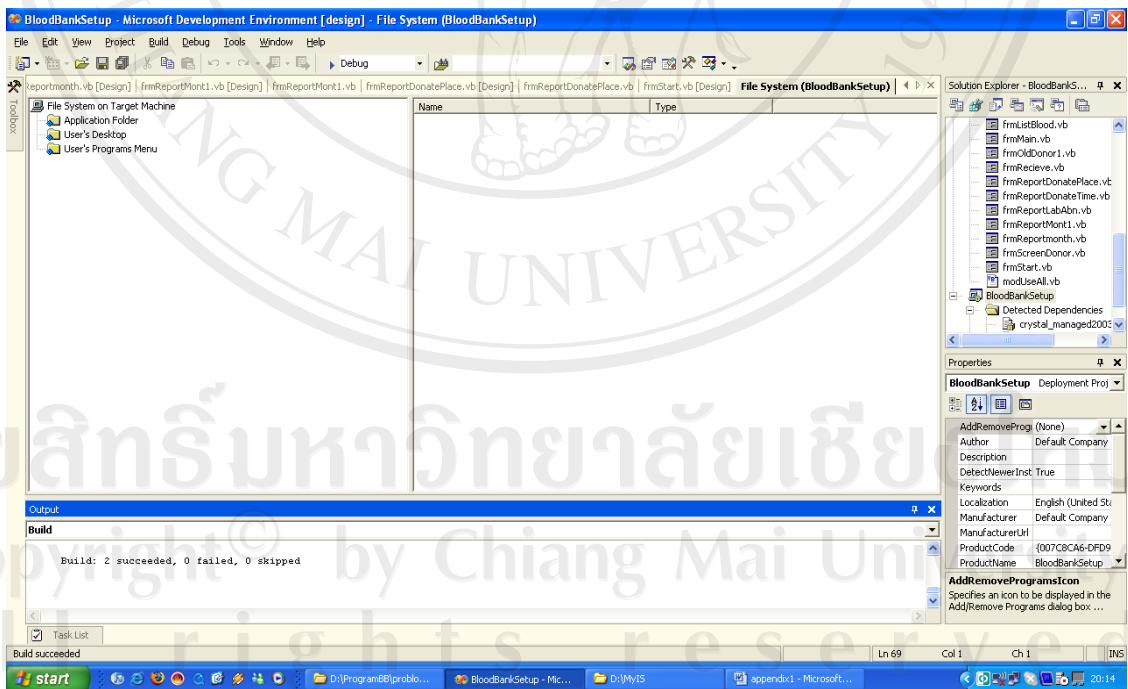 BloodBankSetup - Microsoft Development Environment [design] - File System (BloodBankSetup)
File Edit View Project Build Debug Tools Window Help
Debug
Toolbox
eportmonth.vb [Design] frmReportMont1.vb [Design] frmReportMont1.vb frmReportDonatePlace.vb [Design] frmReportDonatePlace.vb frmStart.vb [Design] File System (BloodBankSetup)
File System on Target Machine
Application Folder
User's Desktop
User's Programs Menu
Name Type
Solution Explorer - BloodBankS...
frmListBlood.vb
frmMain.vb
frmOldDonor1.vb
frmRecieve.vb
frmReportDonatePlace.vb
frmReportDonateTime.vb
frmReportLabAbn.vb
frmReportMont1.vb
frmReportmonth.vb
frmScreenDonor.vb
frmStart.vb
modUseAll.vb
BloodBankSetup
Detected Dependencies
crystal_managed2003
Properties
BloodBankSetup Deployment Proj
AddRemoveProgr (None)
Author Default Company
Description
DetectNewerInst True
Keywords
Localization English (United Sta
Manufacturer Default Company
ManufacturerUrl
ProductCode {007C8CA6-DFD9
ProductName BloodBankSetup
AddRemoveProgramsIcon
Specifies an icon to be displayed in the
Add/Remove Programs dialog box ...
Output
Build
Build: 2 succeeded, 0 failed, 0 skipped
Task List
Build succeeded Ln 69 Col 1 Ch 1 INS
start D:\ProgramBB\problo... BloodBankSetup - Mic... D:\MyIS appendix1 - Microsoft... 20:14
ANG MAI UNIVERSITY
ยสิทธิ์มหาวิทยาลัยเชียงให
opyright© by Chiang Mai University
ll rights reserved